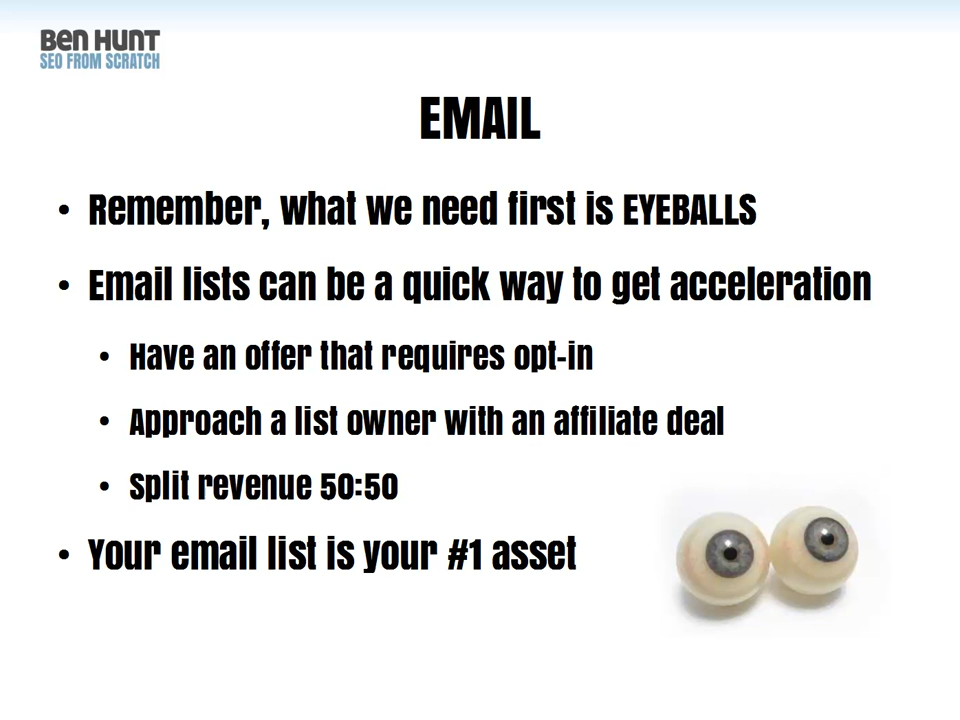 Ben Hunt
SEO FROM SCRATCH
EMAIL
• Remember, what we need first is EYEBALLS
• Email lists can be a quick way to get acceleration
• Have an offer that requires opt-in
• Approach a list owner with an affiliate deal
• Split revenue 50:50
• Your email list is your #1 asset